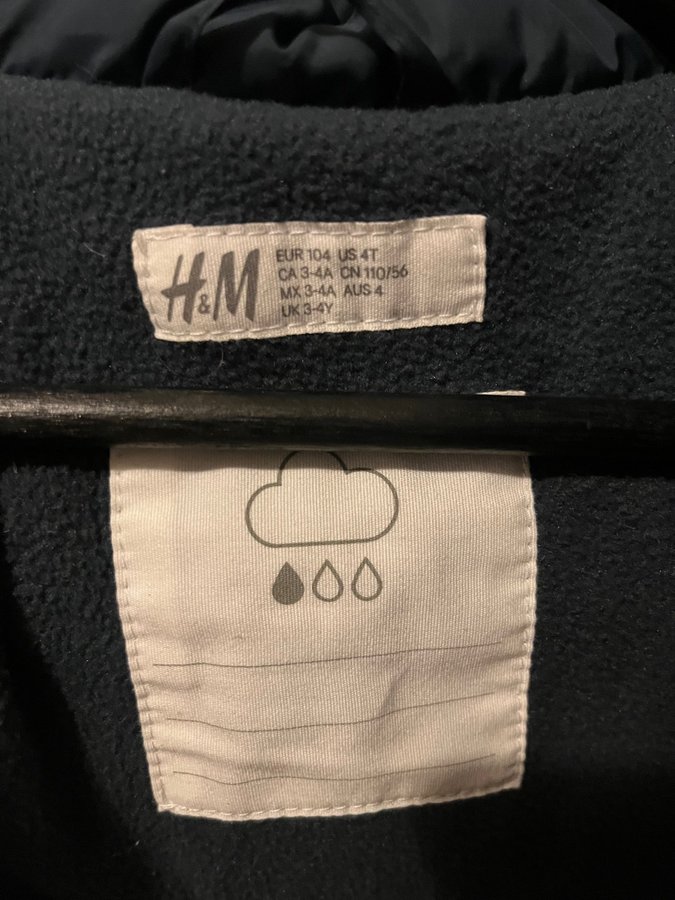 H&M
EUR 104 US 4T
CA 3-4A CN 110/56
MX 3-4A AUS 4
UK 3-4Y